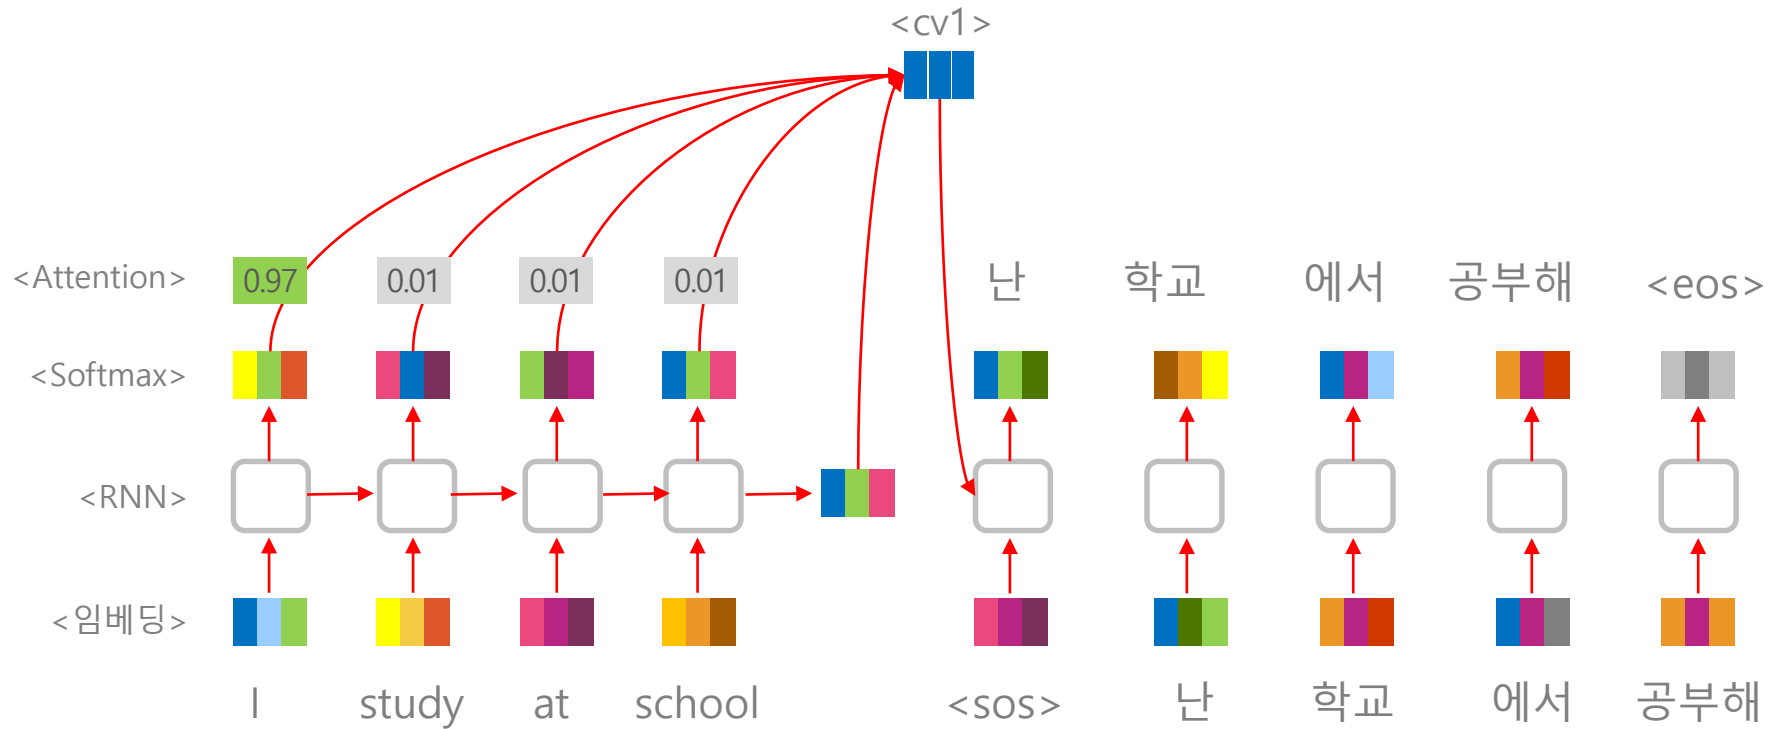 <cv1>
<Attention> 0.97 0.01 0.01 0.01 난 학교 에서 공부해 <eos>
<Softmax>
<RNN>
<임베딩>
I study at school <sos> 난 학교 에서 공부해